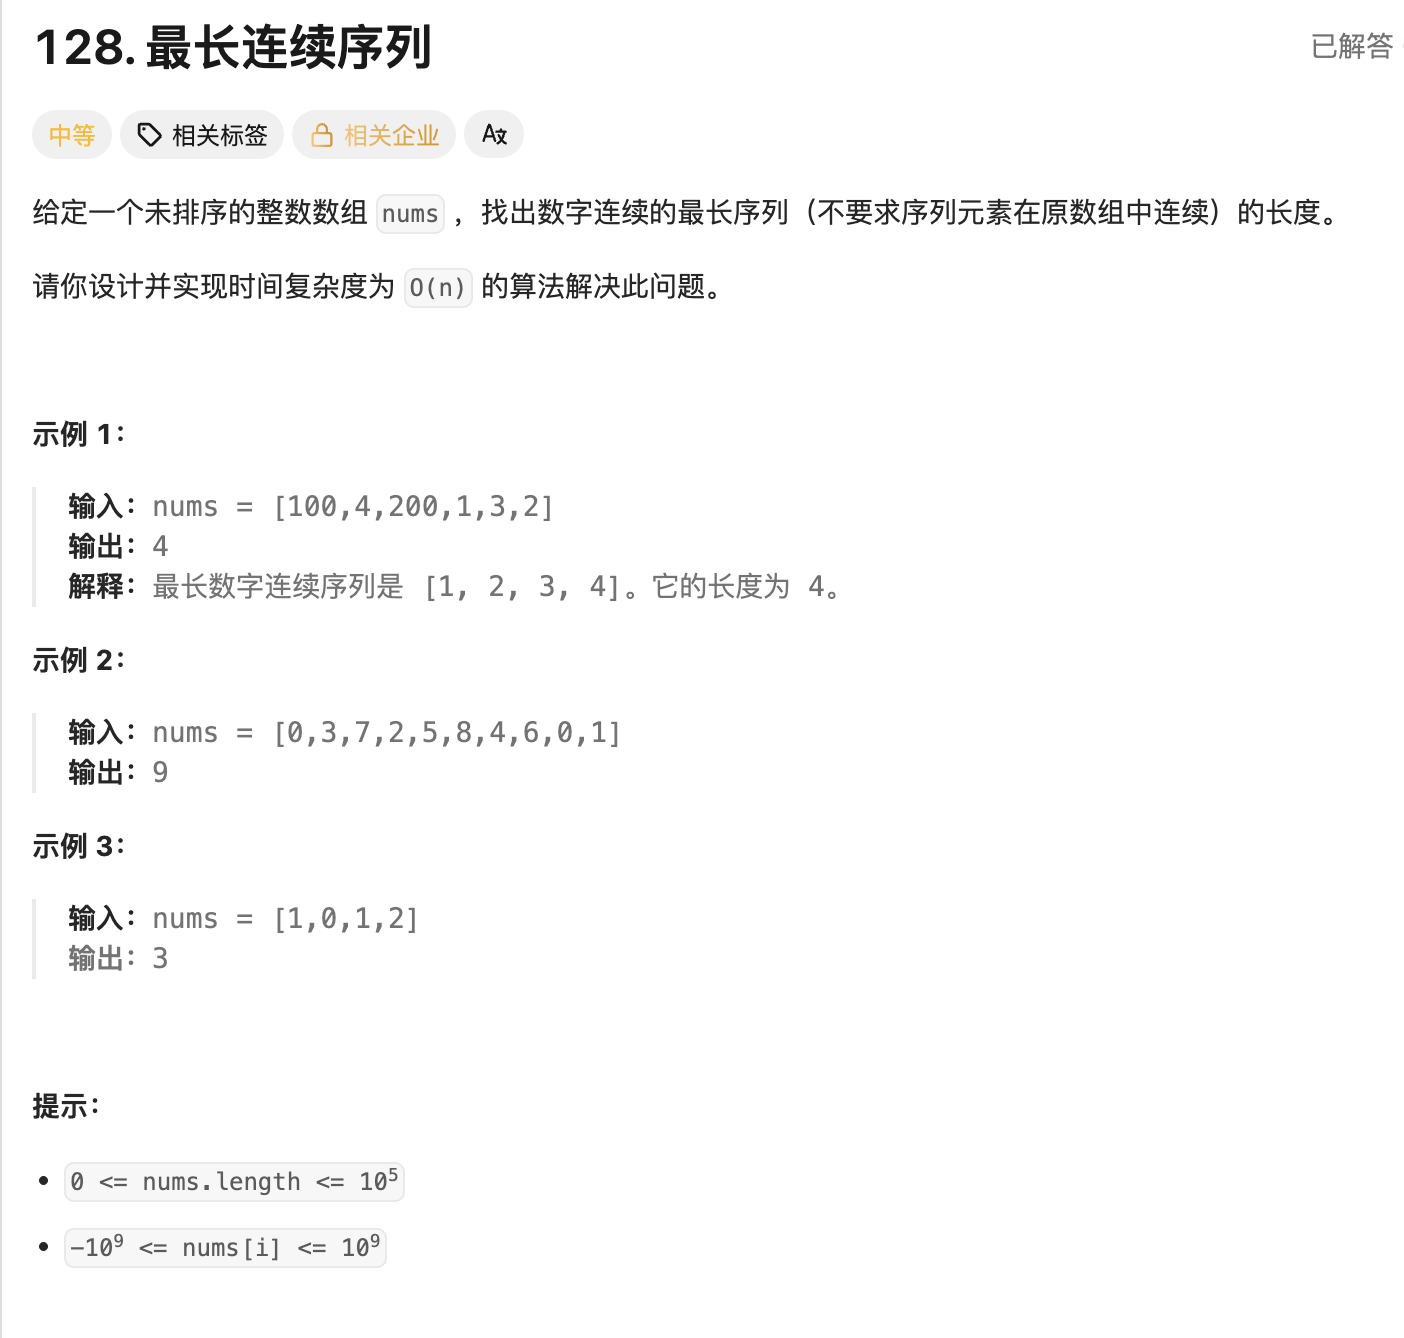 128. 最长连续序列
已解答
中等
相关标签
相关企业
给定一个未排序的整数数组 nums ，找出数字连续的最长序列（不要求序列元素在原数组中连续）的长度。
请你设计并实现时间复杂度为 O(n) 的算法解决此问题。
示例 1：
输入：nums = [100,4,200,1,3,2]
输出：4
解释：最长数字连续序列是 [1, 2, 3, 4]。它的长度为 4。
示例 2：
输入：nums = [0,3,7,2,5,8,4,6,0,1]
输出：9
示例 3：
输入：nums = [1,0,1,2]
输出：3
提示：
0 <= nums.length <= 10⁵
-10⁹ <= nums[i] <= 10⁹